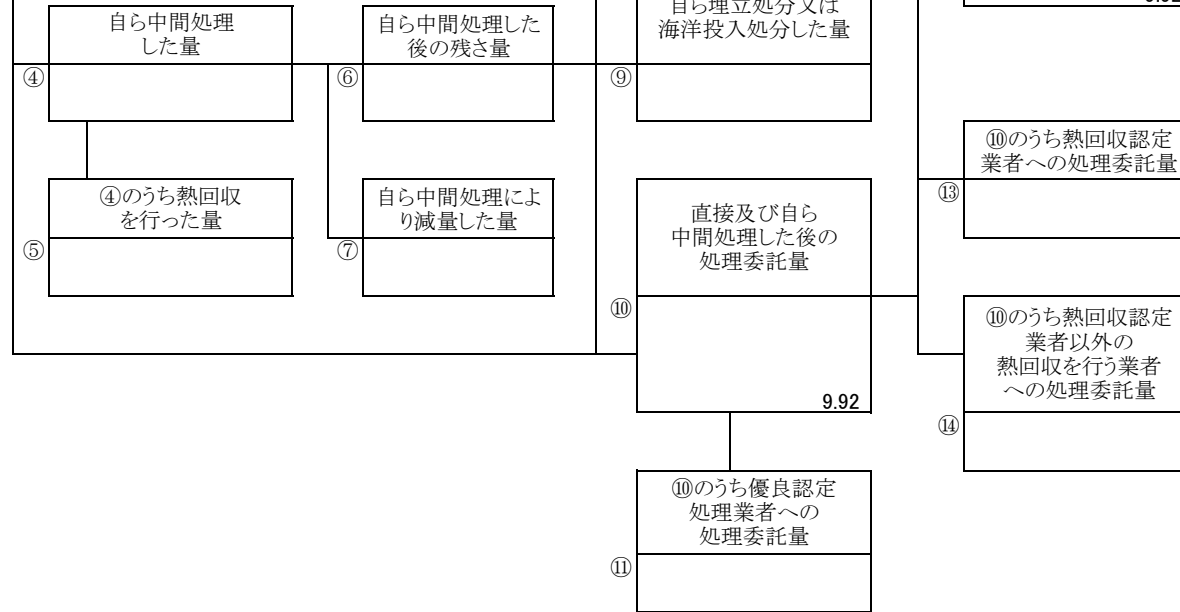 自ら中間処理
した量
④
自ら中間処理した
後の残さ量
⑥
自ら埋立処分又は
海洋投入処分した量
⑨
④のうち熱回収
を行った量
⑤
自ら中間処理によ
り減量した量
⑦
直接及び自ら
中間処理した後の
処理委託量
⑩
9.92
⑩のうち優良認定
処理業者への
処理委託量
⑪
⑩のうち熱回収認定
業者への処理委託量
⑬
⑩のうち熱回収認定
業者以外の
熱回収を行う業者
への処理委託量
⑭